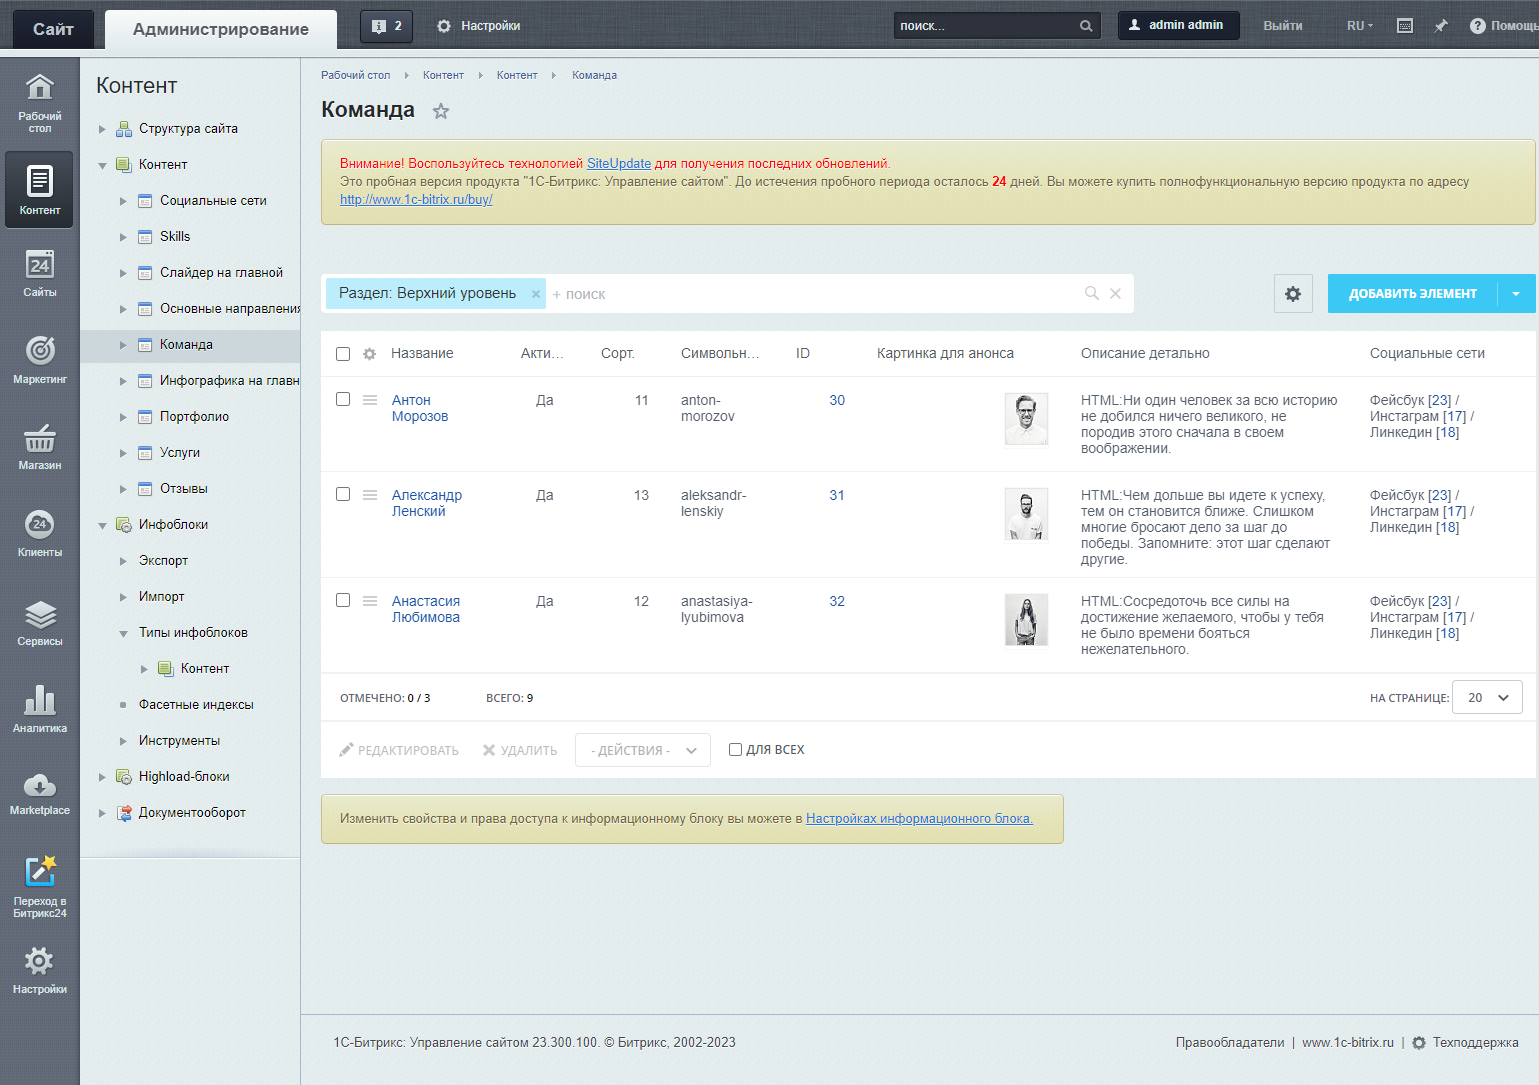 Сайт
Администрирование
2
Настройки
поиск...
admin admin
Выйти
RU
Помощь
Рабочий стол
Контент
24
Сайты
Маркетинг
Магазин
24
Клиенты
Сервисы
Аналитика
Marketplace
Переход в Битрикс24
Настройки
Контент
Структура сайта
Контент
Социальные сети
Skills
Слайдер на главной
Основные направления
Команда
Инфографика на главн
Портфолио
Услуги
Отзывы
Инфоблоки
Экспорт
Импорт
Типы инфоблоков
Контент
Фасетные индексы
Инструменты
Highload-блоки
Документооборот
Рабочий стол Контент Контент Команда
Команда
Внимание! Воспользуйтесь технологией SiteUpdate для получения последних обновлений.
Это пробная версия продукта "1С-Битрикс: Управление сайтом". До истечения пробного периода осталось 24 дней. Вы можете купить полнофункциональную версию продукта по адресу
http://www.1c-bitrix.ru/buy/
Раздел: Верхний уровень × + поиск
ДОБАВИТЬ ЭЛЕМЕНТ
Название Акти... Сорт. Символьн... ID Картинка для анонса Описание детально Социальные сети
Антон Морозов
Да
11
anton-morozov
30
HTML:Ни один человек за всю историю
не добился ничего великого, не
породив этого сначала в своем
воображении.
Фейсбук [23] /
Инстаграм [17] /
Линкедин [18]
Александр Ленский
Да
13
aleksandr-lenskiy
31
HTML:Чем дольше вы идете к успеху,
тем он становится ближе. Слишком
многие бросают дело за шаг до
победы. Запомните: этот шаг сделают
другие.
Фейсбук [23] /
Инстаграм [17] /
Линкедин [18]
Анастасия Любимова
Да
12
anastasiya-lyubimova
32
HTML:Сосредоточь все силы на
достижение желаемого, чтобы у тебя
не было времени бояться
нежелательного.
Фейсбук [23] /
Инстаграм [17] /
Линкедин [18]
ОТМЕЧЕНО: 0 / 3 ВСЕГО: 9 НА СТРАНИЦЕ: 20
РЕДАКТИРОВАТЬ УДАЛИТЬ - ДЕЙСТВИЯ - ДЛЯ ВСЕХ
Изменить свойства и права доступа к информационному блоку вы можете в Настройках информационного блока.
1С-Битрикс: Управление сайтом 23.300.100. © Битрикс, 2002-2023
Правообладатели | www.1c-bitrix.ru | Техподдержка